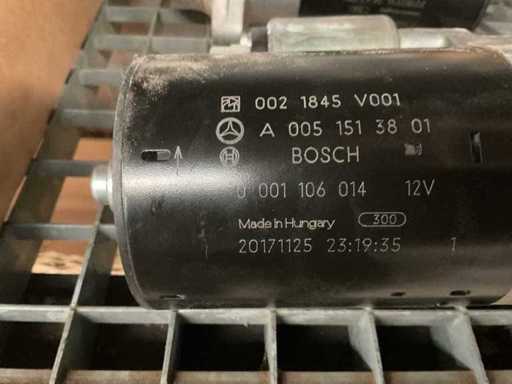 002 1845 V001
A 005 151 38 01
BOSCH
0 001 106 014 12V
Made in Hungary 300
20171125 23:19:35 1